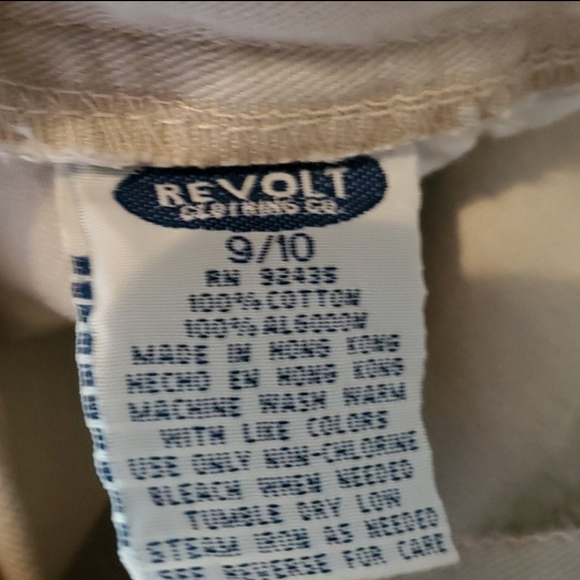 REVOLT
CLOTHING CO.
9/10
RN 92435
100% COTTON
100% ALGODON
MADE IN HONG KONG
HECHO EN HONG KONG
MACHINE WASH WARM
WITH LIKE COLORS
USE ONLY NON-CHLORINE
BLEACH WHEN NEEDED
TUMBLE DRY LOW
STEAM IRON AS NEEDED
SEE REVERSE FOR CARE